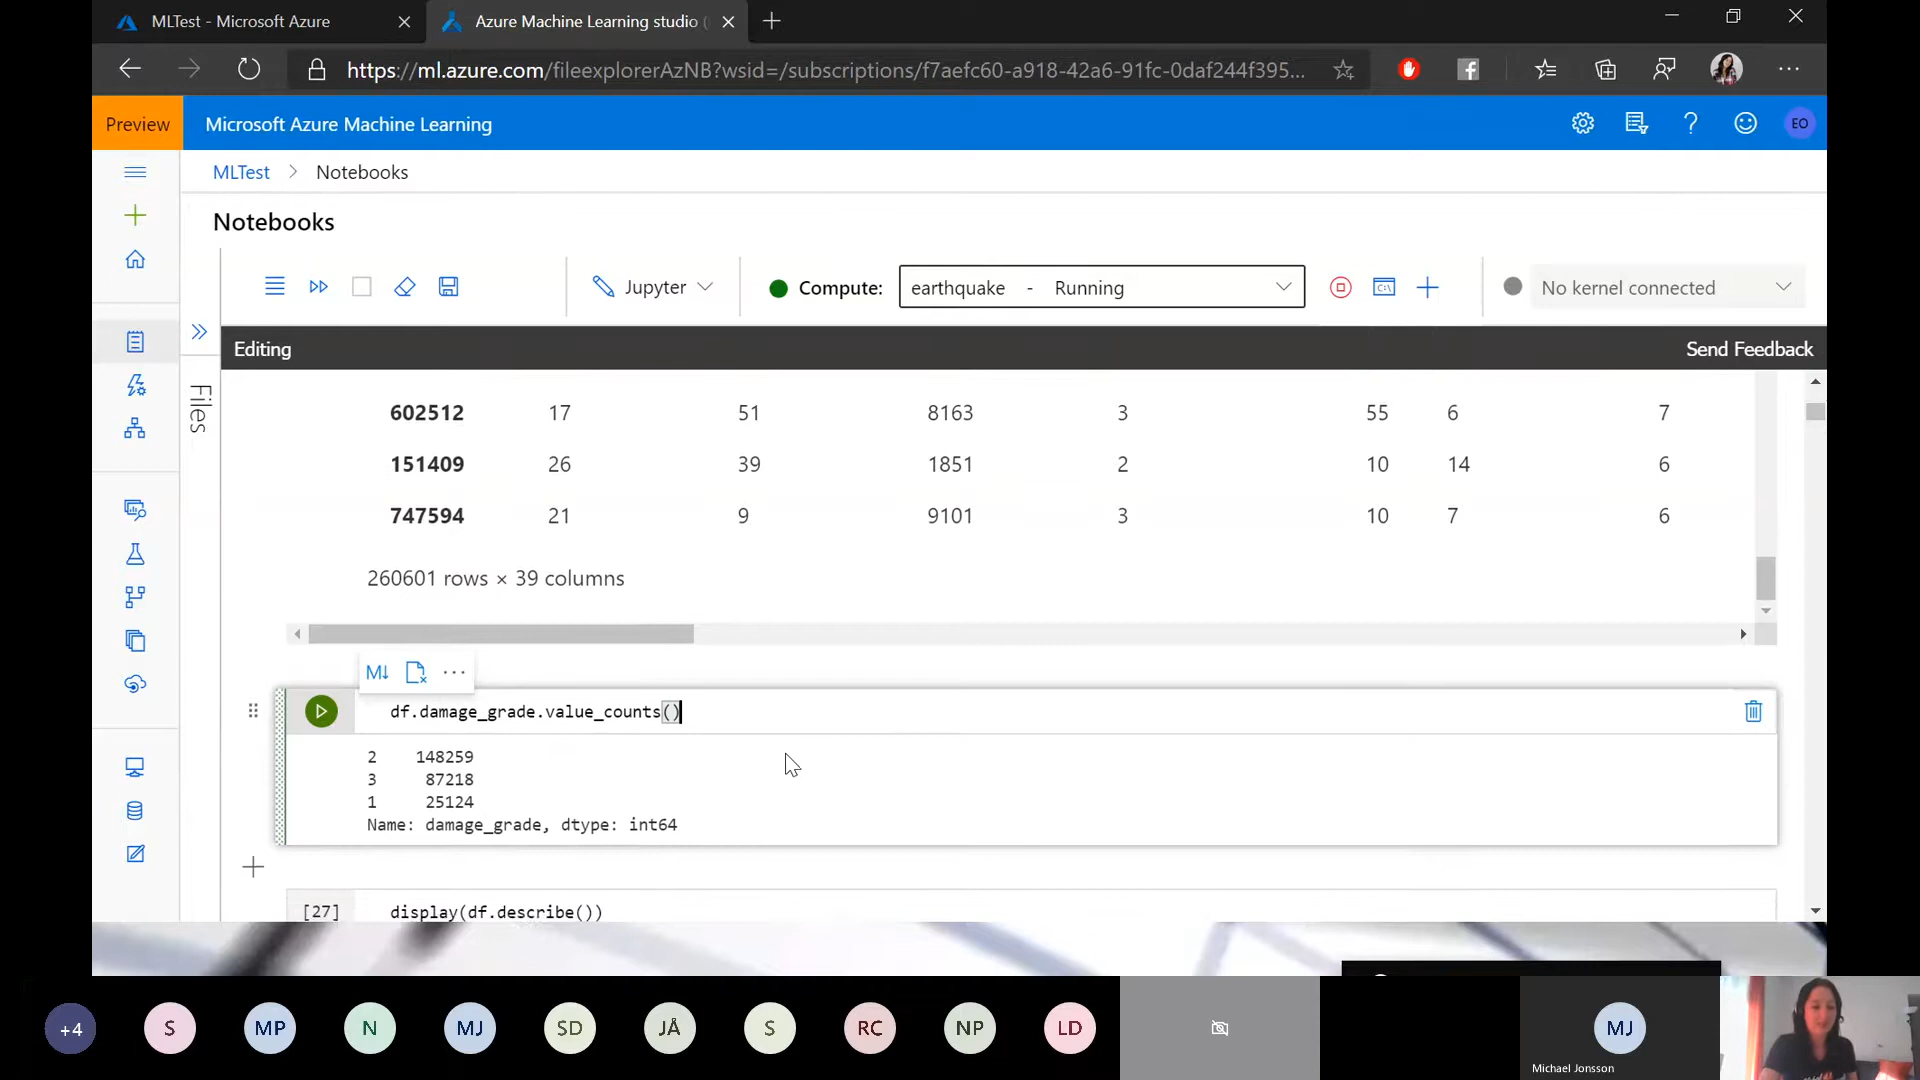 MLTest - Microsoft Azure
Azure Machine Learning studio (
https://ml.azure.com/fileexplorerAzNB?wsid=/subscriptions/f7aefc60-a918-42a6-91fc-0daf244f395...
Preview
Microsoft Azure Machine Learning
EO
MLTest > Notebooks
Notebooks
Jupyter
Compute:
earthquake - Running
No kernel connected
Editing
Send Feedback
Files
602512 17 51 8163 3 55 6 7
151409 26 39 1851 2 10 14 6
747594 21 9 9101 3 10 7 6
260601 rows × 39 columns
M↓
df.damage_grade.value_counts()
2 148259
3 87218
1 25124
Name: damage_grade, dtype: int64
[27] display(df.describe())
+4 S MP N MJ SD JÅ S RC NP LD MJ
Michael Jonsson